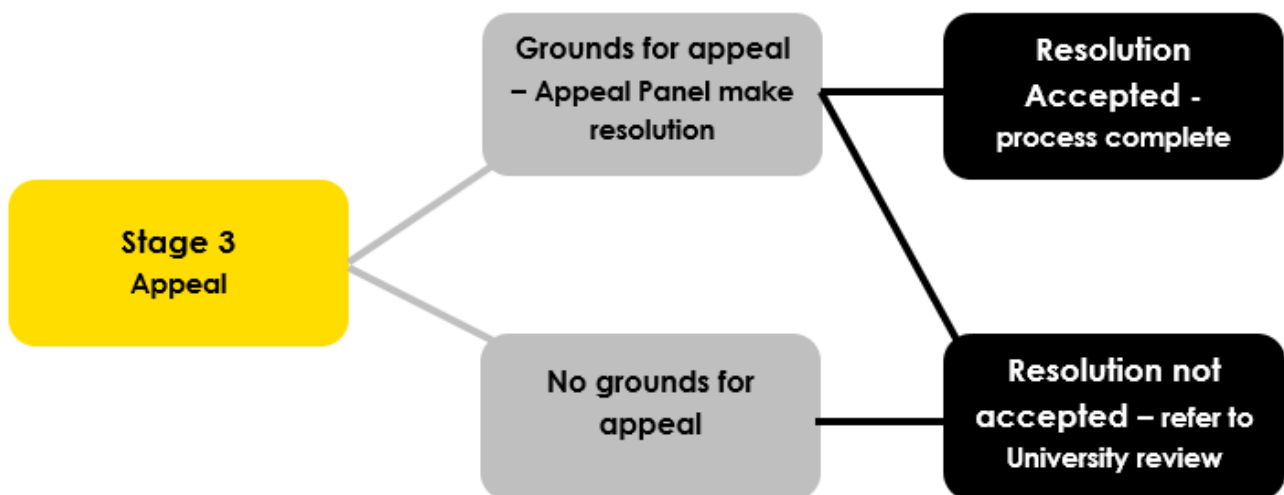 Stage 3
Appeal
Grounds for appeal
– Appeal Panel make
resolution
No grounds for
appeal
Resolution
Accepted -
process complete
Resolution not
accepted – refer to
University review